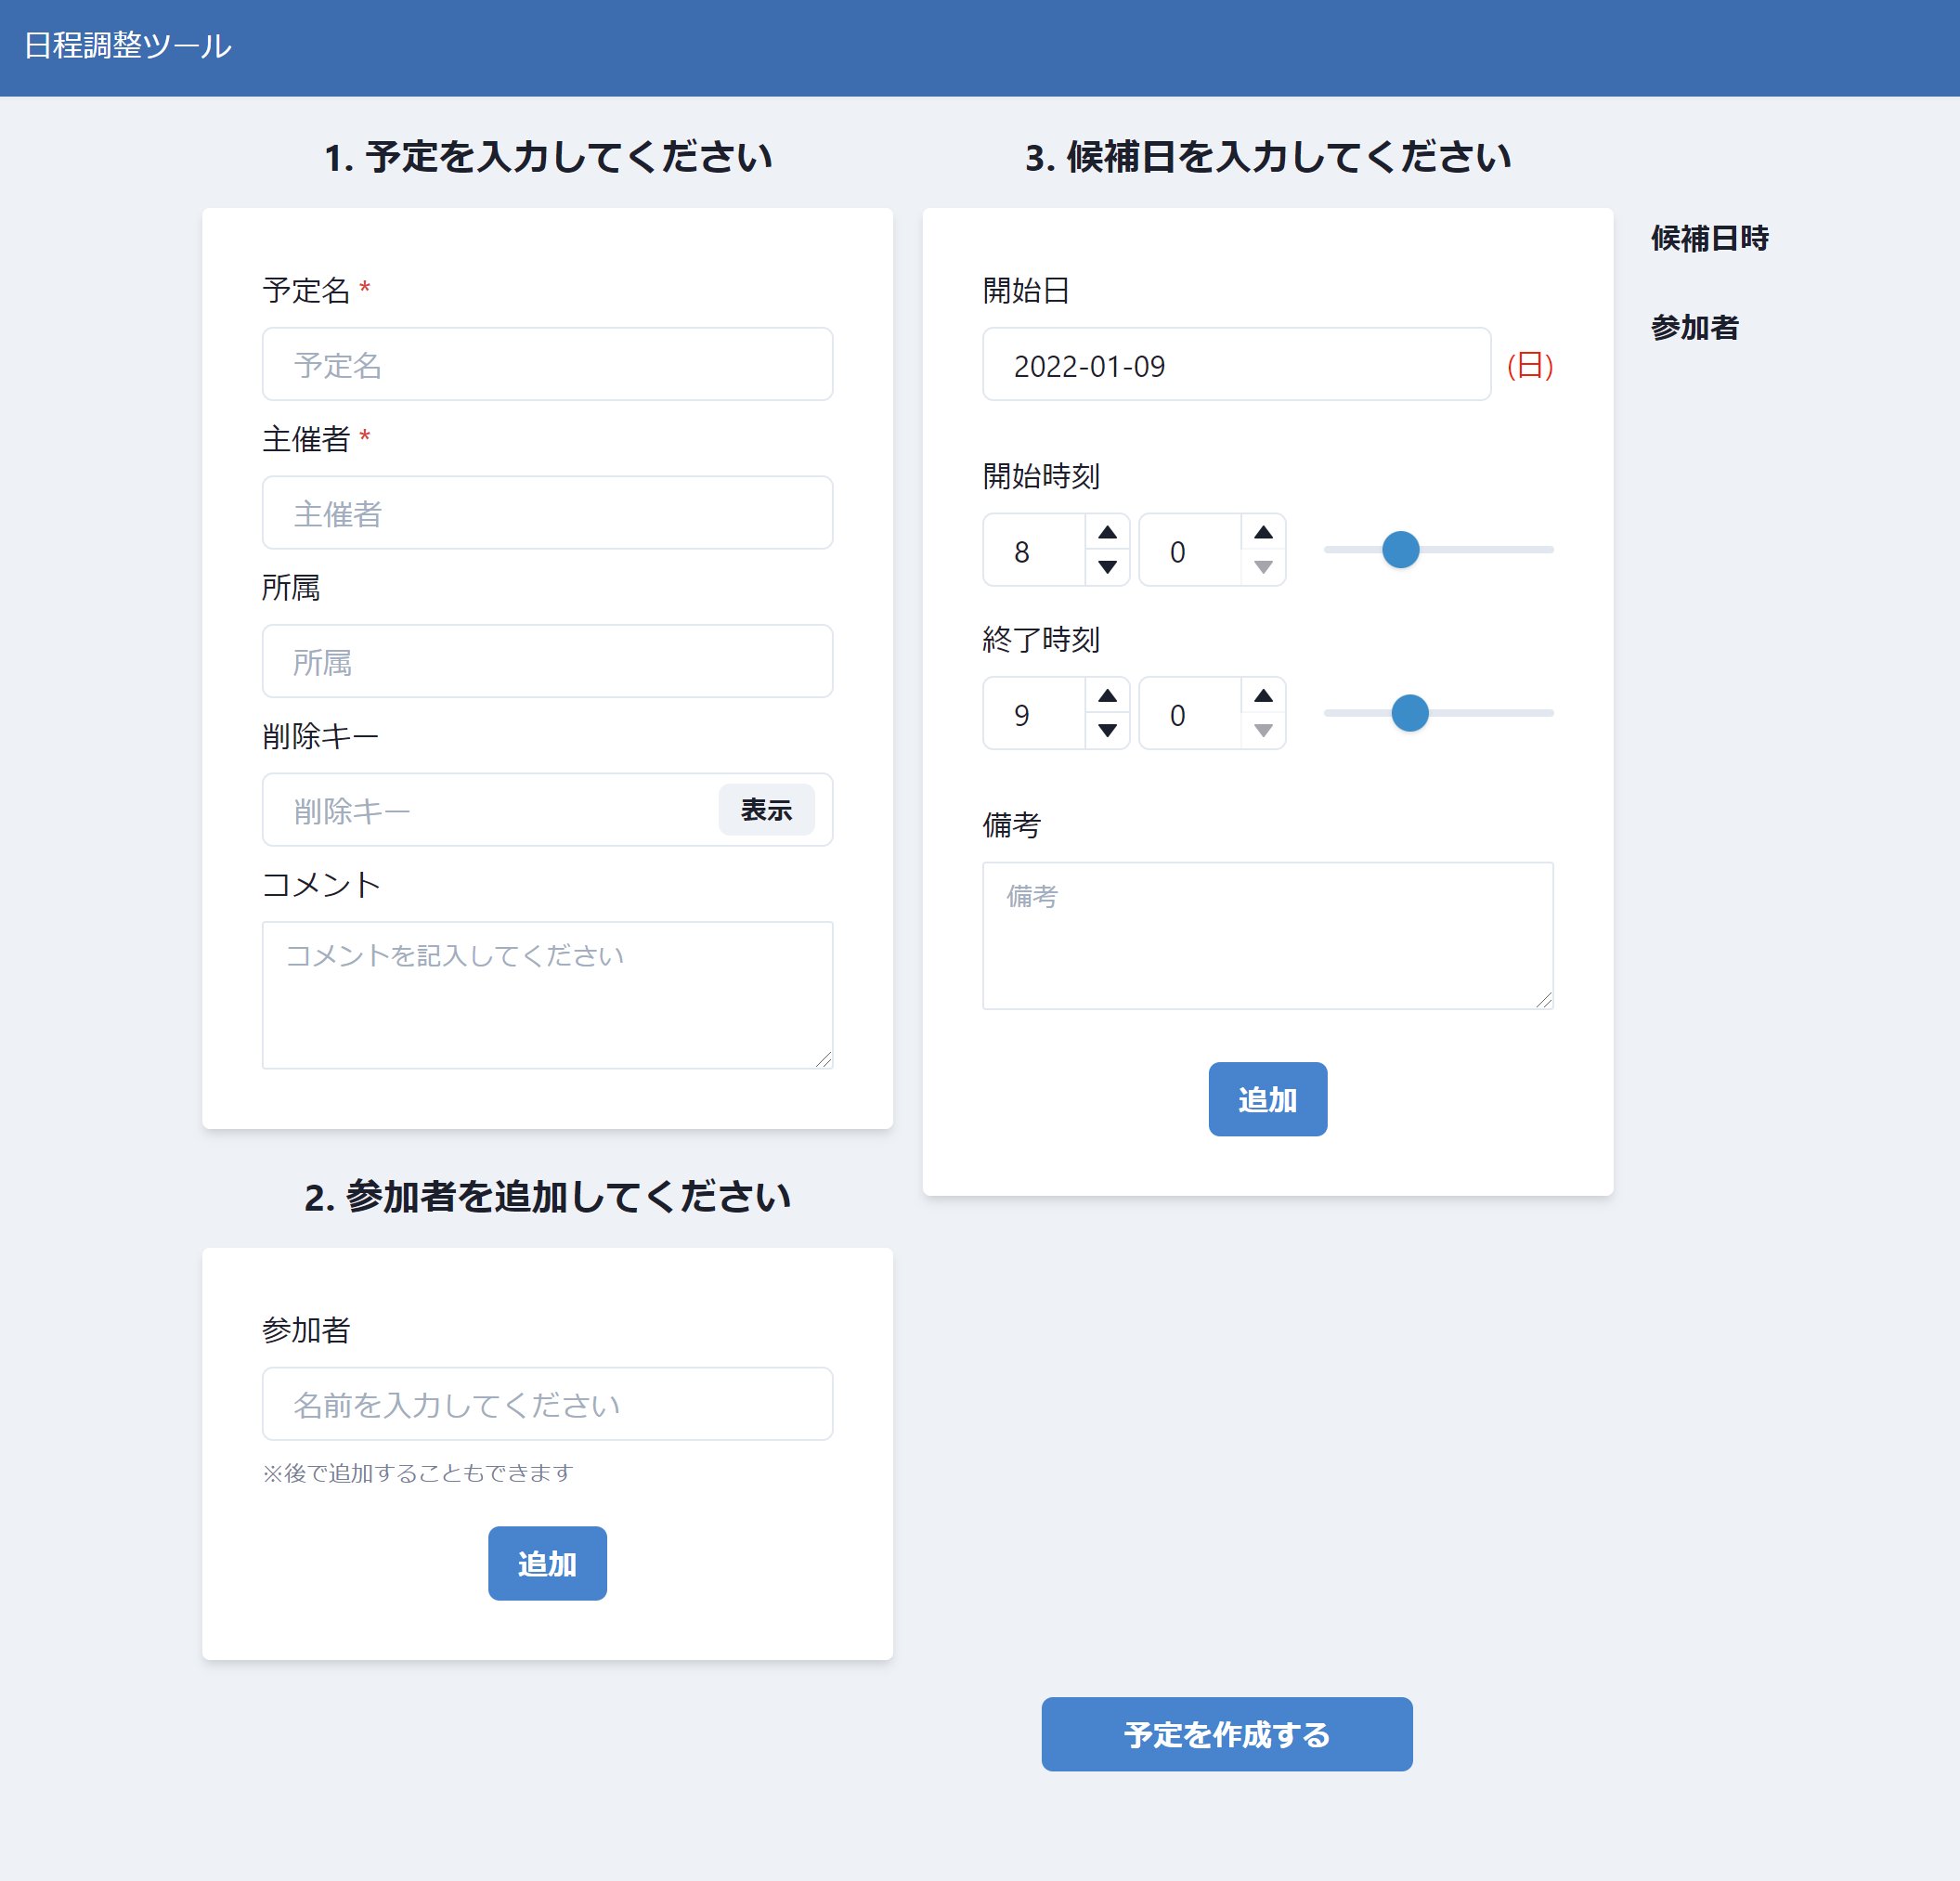 日程調整ツール
1. 予定を入力してください
予定名 *
予定名
主催者 *
主催者
所属
所属
削除キー
削除キー 表示
コメント
コメントを記入してください
2. 参加者を追加してください
参加者
名前を入力してください
※後で追加することもできます
追加
3. 候補日を入力してください
開始日
2022-01-09 (日)
開始時刻
8 0
終了時刻
9 0
備考
備考
追加
候補日時
参加者
予定を作成する